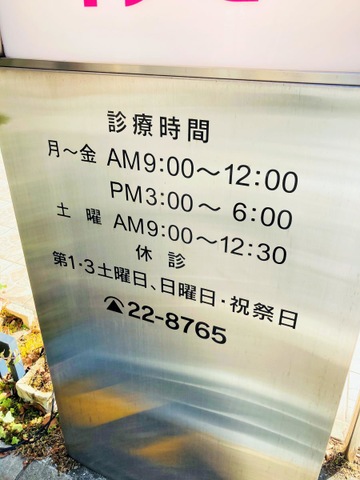 診療時間
月～金 AM9:00～12:00
PM3:00～ 6:00
土 曜 AM9:00～12:30
休 診
第1·3土曜日、日曜日·祝祭日
☎22-8765